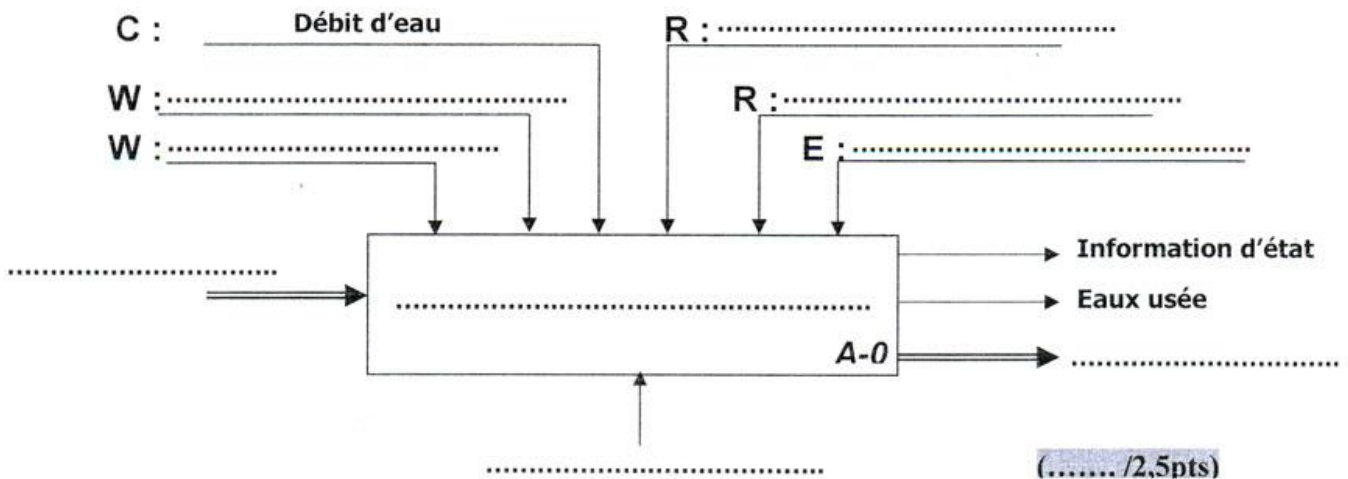 C : Débit d'eau R : ........................................
W : ........................................ R : ........................................
W : .................................. E : ........................................
........................... Information d'état
................................................ Eaux usée
A-0 ...........................
..................................
(....... /2,5pts)